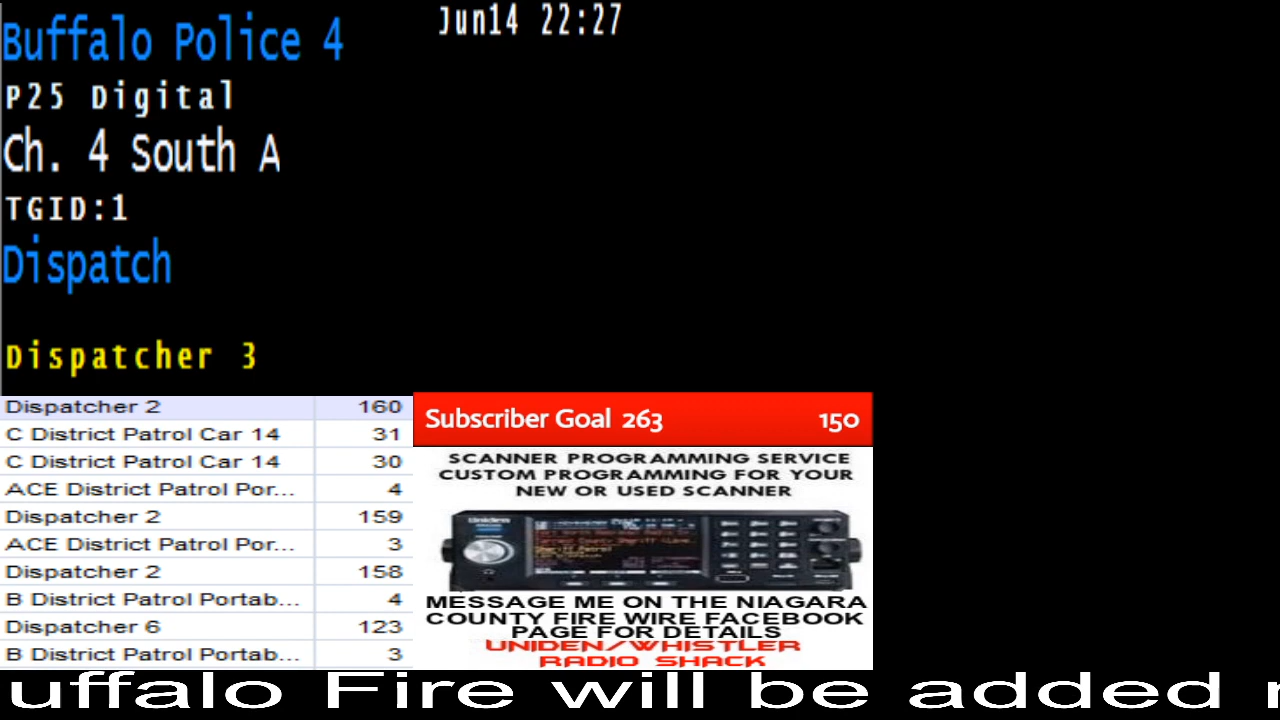 Buffalo Police 4
Jun14 22:27
P25 Digital
Ch. 4 South A
TGID:1
Dispatch
Dispatcher 3
Dispatcher 2 160
C District Patrol Car 14 31
C District Patrol Car 14 30
ACE District Patrol Por... 4
Dispatcher 2 159
ACE District Patrol Por... 3
Dispatcher 2 158
B District Patrol Portab... 4
Dispatcher 6 123
B District Patrol Portab... 3
Subscriber Goal 263 150
SCANNER PROGRAMMING SERVICE
CUSTOM PROGRAMMING FOR YOUR
NEW OR USED SCANNER
Uniden
MESSAGE ME ON THE NIAGARA
COUNTY FIRE WIRE FACEBOOK
PAGE FOR DETAILS
UNIDEN/WHISTLER
RADIO SHACK
uffalo Fire will be added